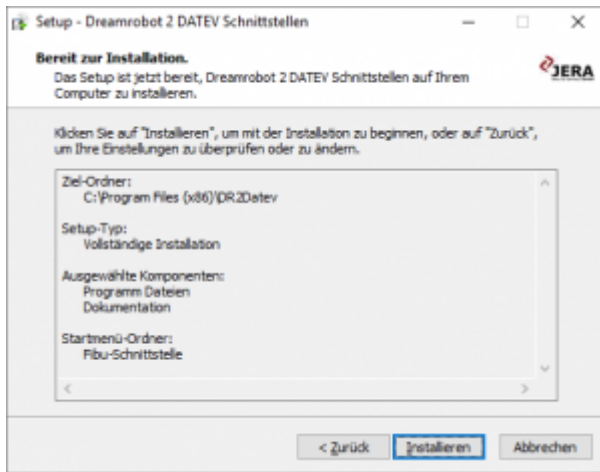 Setup - Dreamrobot 2 DATEV Schnittstellen
Bereit zur Installation.
Das Setup ist jetzt bereit, Dreamrobot 2 DATEV Schnittstellen auf Ihrem
Computer zu installieren.
JERA
Klicken Sie auf "Installieren", um mit der Installation zu beginnen, oder auf "Zurück",
um Ihre Einstellungen zu überprüfen oder zu ändern.
Ziel-Ordner:
C:\Program Files (x86)\DR2Datev
Setup-Typ:
Vollständige Installation
Ausgewählte Komponenten:
Programm Dateien
Dokumentation
Startmenü-Ordner:
Fibu-Schnittstelle
< Zurück Installieren Abbrechen